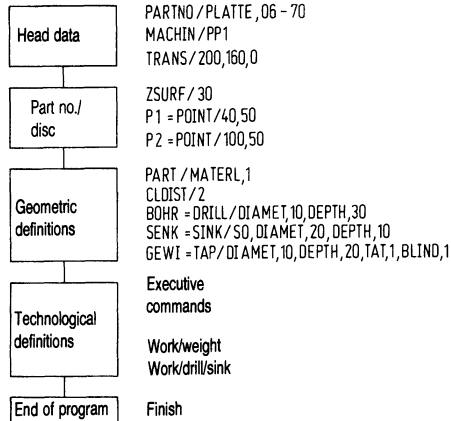 Head data
PARTNO/PLATTE,06-70
MACHIN/PP1
TRANS/200,160,0
Part no./
disc
ZSURF/30
P1=POINT/40,50
P2=POINT/100,50
Geometric
definitions
PART/MATERL,1
CLDIST/2
BOHR=DRILL/DIAMET,10,DEPTH,30
SENK=SINK/SO,DIAMET,20,DEPTH,10
GEWI=TAP/DIAMET,10,DEPTH,20,TAT,1,BLIND,1
Technological
definitions
Executive
commands
Work/weight
Work/drill/sink
End of program
Finish